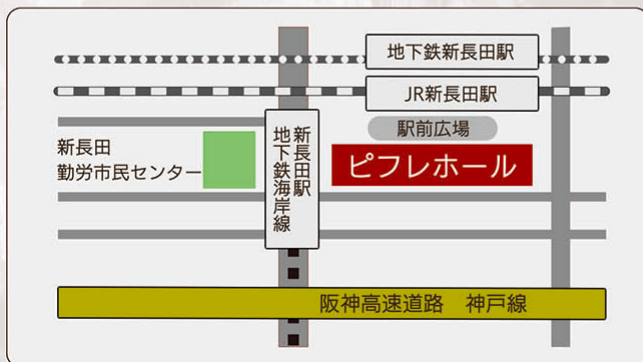 地下鉄新長田駅
JR新長田駅
駅前広場
新長田
勤労市民センター
新長田駅
地下鉄海岸線
ピフレホール
阪神高速道路 神戸線